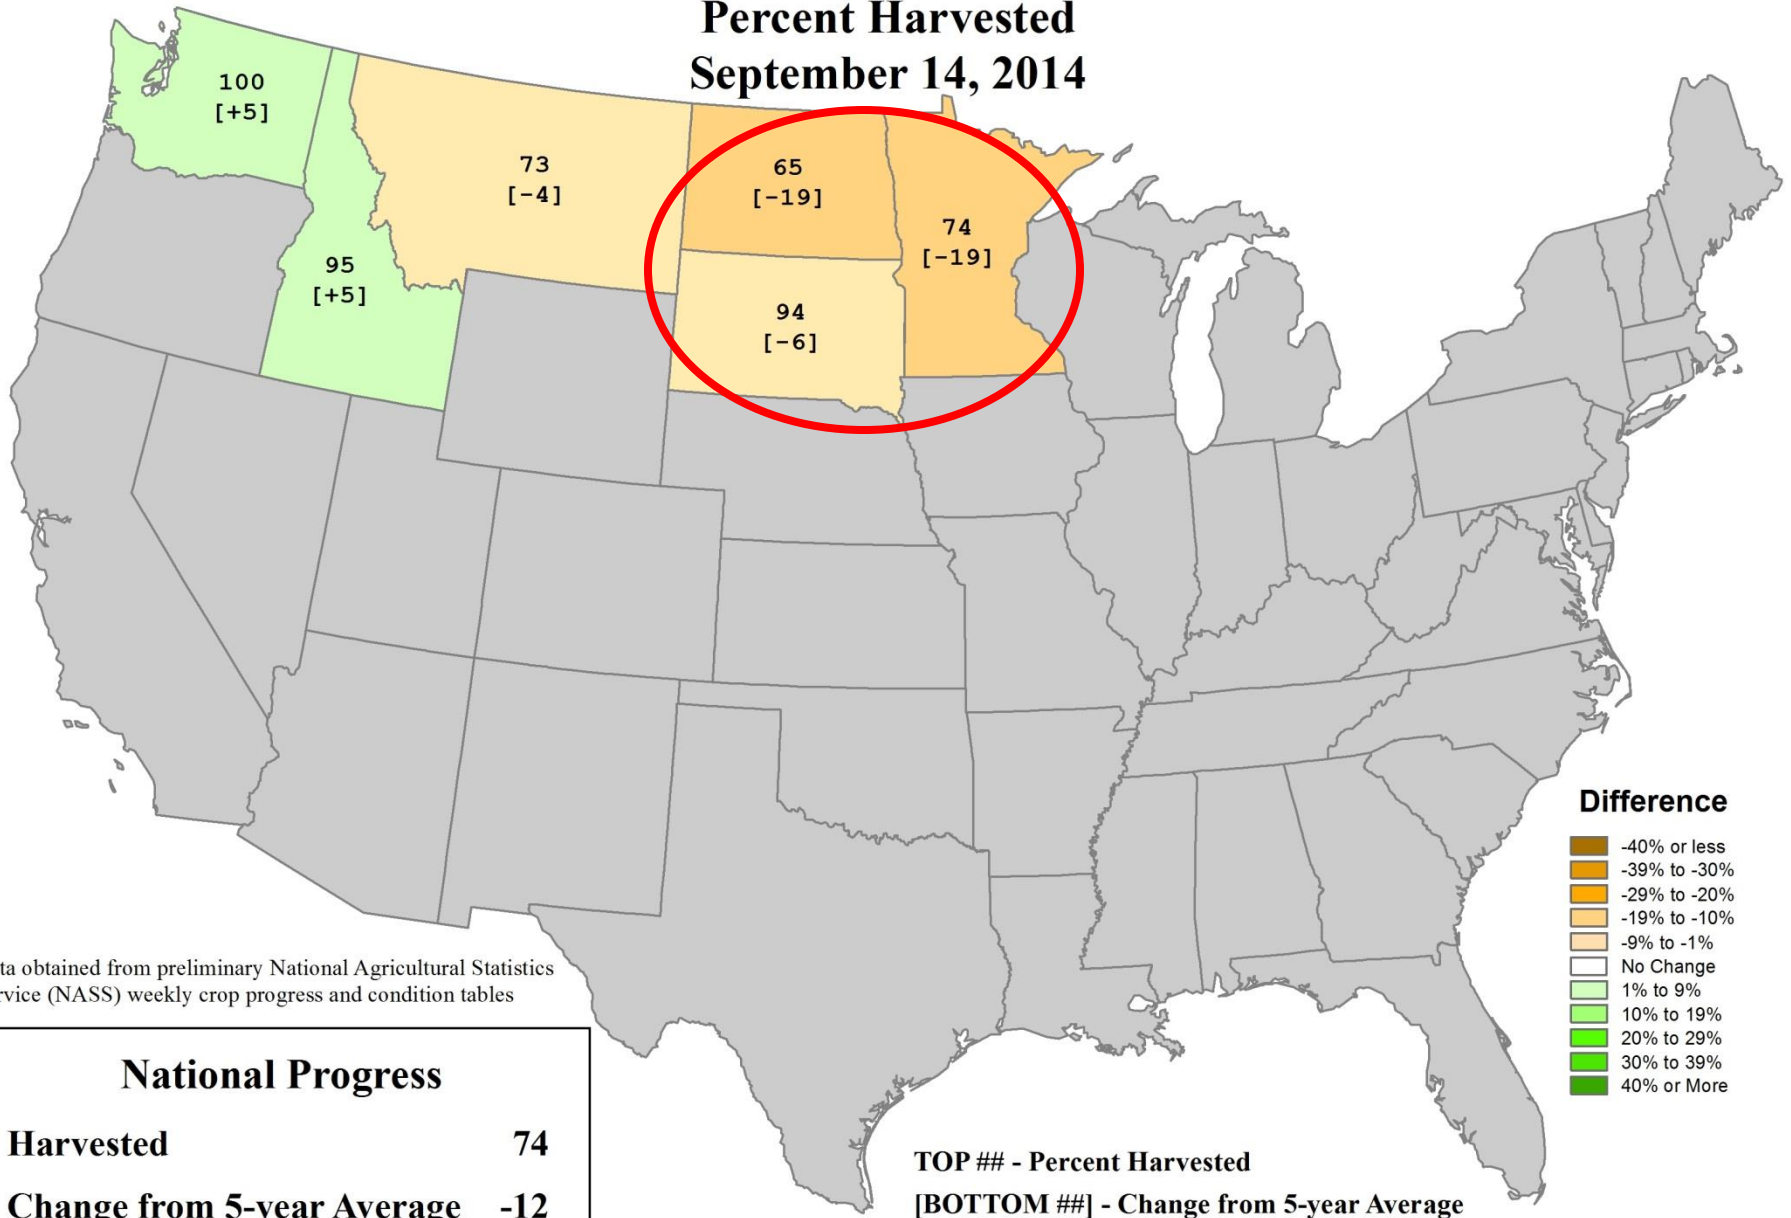 Percent Harvested
September 14, 2014
100
[+5]
73
[-4]
65
[-19]
74
[-19]
95
[+5]
94
[-6]
Difference
-40% or less
-39% to -30%
-29% to -20%
-19% to -10%
-9% to -1%
No Change
1% to 9%
10% to 19%
20% to 29%
30% to 39%
40% or More
ta obtained from preliminary National Agricultural Statistics
rvice (NASS) weekly crop progress and condition tables
National Progress
Harvested 74
Change from 5-year Average -12
TOP ## - Percent Harvested
[BOTTOM ##] - Change from 5-year Average